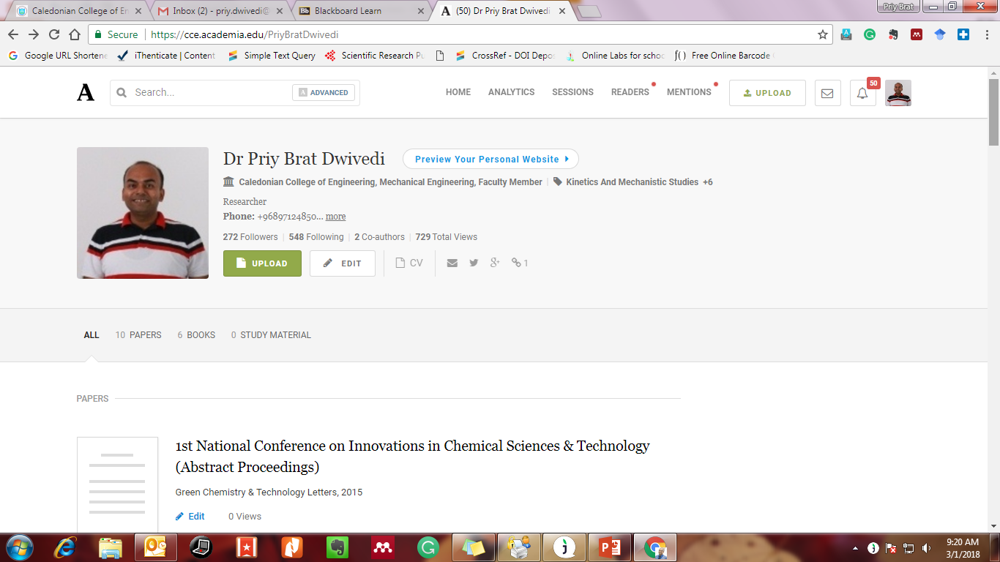 Caledonian College of En
Inbox (2) - priy.dwivedi@
Blackboard Learn
(50) Dr Priy Brat Dwivedi
Priy Brat
Secure https://cce.academia.edu/PriyBratDwivedi
Google URL Shortene
iThenticate | Content
Simple Text Query
Scientific Research Pu
CrossRef - DOI Depos
Online Labs for schoo
f() Free Online Barcode
A
Search...
A ADVANCED
HOME
ANALYTICS
SESSIONS
READERS
MENTIONS
UPLOAD
50
Dr Priy Brat Dwivedi
Preview Your Personal Website
Caledonian College of Engineering, Mechanical Engineering, Faculty Member
Kinetics And Mechanistic Studies +6
Researcher
Phone: +96897124850... more
272 Followers | 548 Following | 2 Co-authors | 729 Total Views
UPLOAD
EDIT
CV
1
ALL
10 PAPERS
6 BOOKS
0 STUDY MATERIAL
PAPERS
1st National Conference on Innovations in Chemical Sciences & Technology
(Abstract Proceedings)
Green Chemistry & Technology Letters, 2015
Edit
0 Views
9:20 AM
3/1/2018